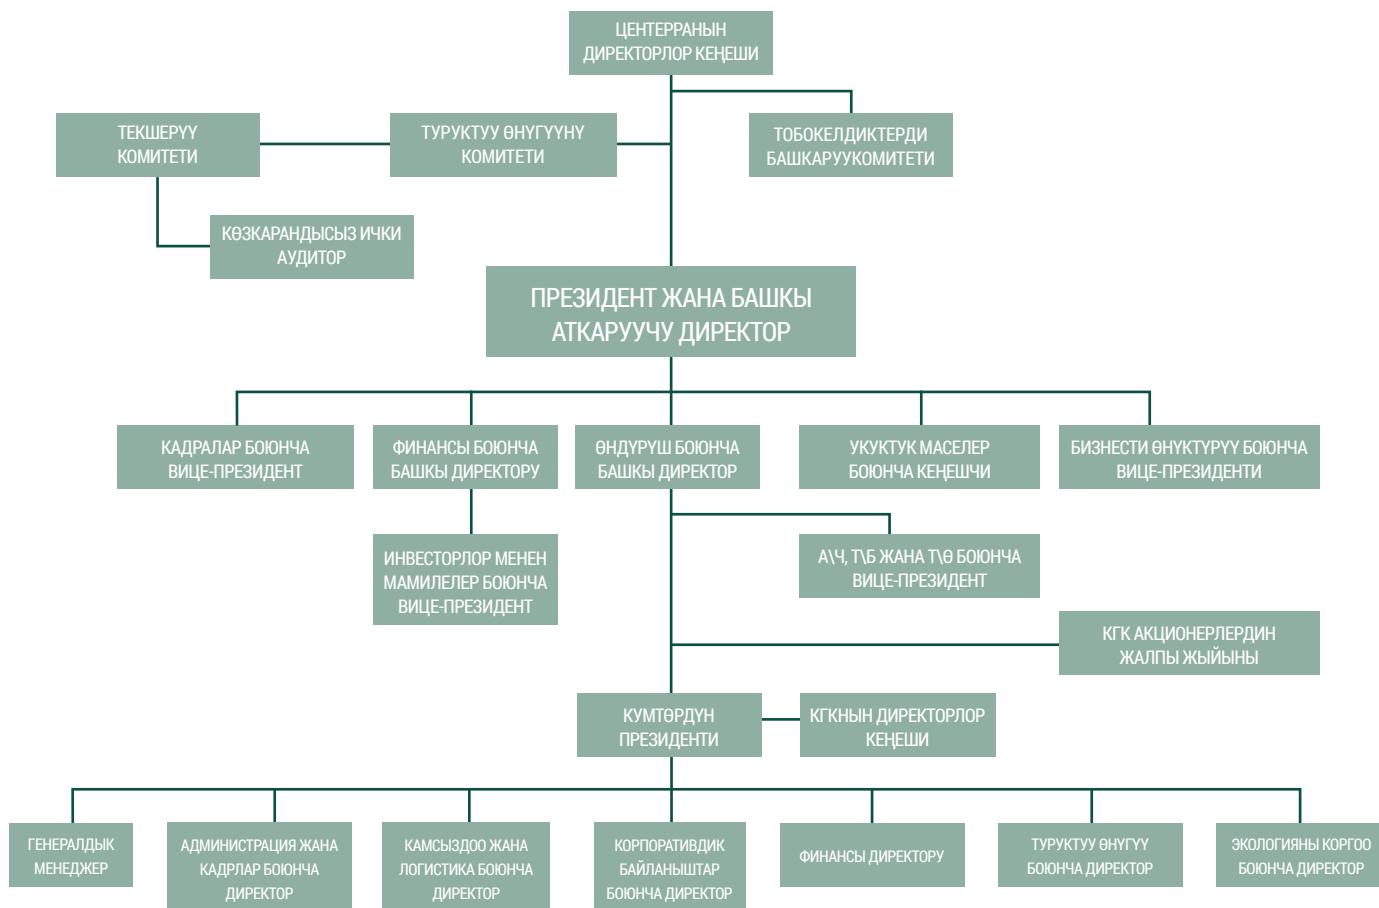 ЦЕНТЕРРАНЫН
ДИРЕКТОРЛОР КЕҢЕШИ
ТЕКШЕРҮҮ
КОМИТЕТИ
ТУРУКТУУ ӨНҮГҮҮНҮ
КОМИТЕТИ
ТОБОКЕЛДИКТЕРДИ
БАШКАРУУКОМИТЕТИ
КӨЗКАРАНДЫСЫЗ ИЧКИ
АУДИТОР
ПРЕЗИДЕНТ ЖАНА БАШКЫ
АТКАРУУЧУ ДИРЕКТОР
КАДРАЛАР БОЮНЧА
ВИЦЕ-ПРЕЗИДЕНТ
ФИНАНСЫ БОЮНЧА
БАШКЫ ДИРЕКТОРУ
ӨНДҮРҮШ БОЮНЧА
БАШКЫ ДИРЕКТОР
УКУКТУК МАСЕЛЕР
БОЮНЧА КЕҢЕШЧИ
БИЗНЕСТИ ӨНҮКТҮРҮҮ БОЮНЧА
ВИЦЕ-ПРЕЗИДЕНТИ
ИНВЕСТОРЛОР МЕНЕН
МАМИЛЕЛЕР БОЮНЧА
ВИЦЕ-ПРЕЗИДЕНТ
А\Ч, Т\Б ЖАНА Т\Ө БОЮНЧА
ВИЦЕ-ПРЕЗИДЕНТ
КГК АКЦИОНЕРЛЕРДИН
ЖАЛПЫ ЖЫЙЫНЫ
КУМТӨРДҮН
ПРЕЗИДЕНТИ
КГКНЫН ДИРЕКТОРЛОР
КЕҢЕШИ
ГЕНЕРАЛДЫК
МЕНЕДЖЕР
АДМИНИСТРАЦИЯ ЖАНА
КАДРЛАР БОЮНЧА
ДИРЕКТОР
КАМСЫЗДОО ЖАНА
ЛОГИСТИКА БОЮНЧА
ДИРЕКТОР
КОРПОРАТИВДИК
БАЙЛАНЫШТАР
БОЮНЧА ДИРЕКТОР
ФИНАНСЫ ДИРЕКТОРУ
ТУРУКТУУ ӨНҮГҮҮ
БОЮНЧА ДИРЕКТОР
ЭКОЛОГИЯНЫ КОРГОО
БОЮНЧА ДИРЕКТОР